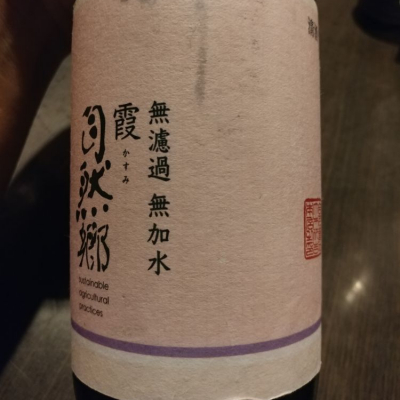 無濾過 無加水
霞
かすみ
自然郷
sustainable
agricultural
practices